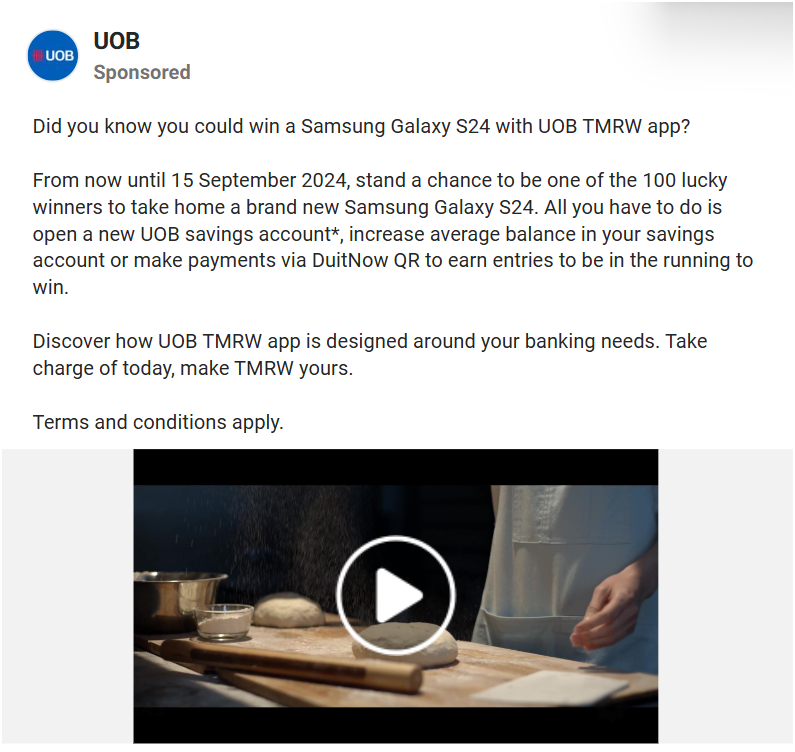 UOB
UOB
Sponsored
Did you know you could win a Samsung Galaxy S24 with UOB TMRW app?
From now until 15 September 2024, stand a chance to be one of the 100 lucky
winners to take home a brand new Samsung Galaxy S24. All you have to do is
open a new UOB savings account*, increase average balance in your savings
account or make payments via DuitNow QR to earn entries to be in the running to
win.
Discover how UOB TMRW app is designed around your banking needs. Take
charge of today, make TMRW yours.
Terms and conditions apply.